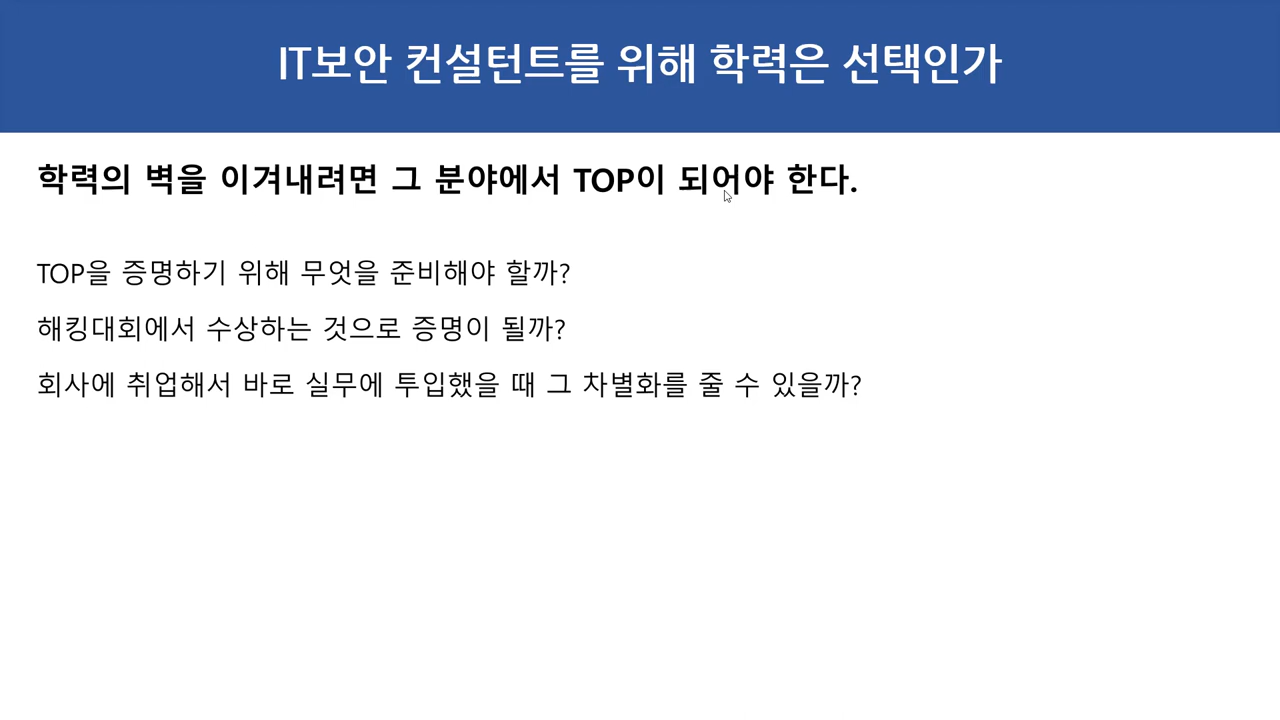 IT보안 컨설턴트를 위해 학력은 선택인가
학력의 벽을 이겨내려면 그 분야에서 TOP이 되어야 한다.
TOP을 증명하기 위해 무엇을 준비해야 할까?
해킹대회에서 수상하는 것으로 증명이 될까?
회사에 취업해서 바로 실무에 투입했을 때 그 차별화를 줄 수 있을까?